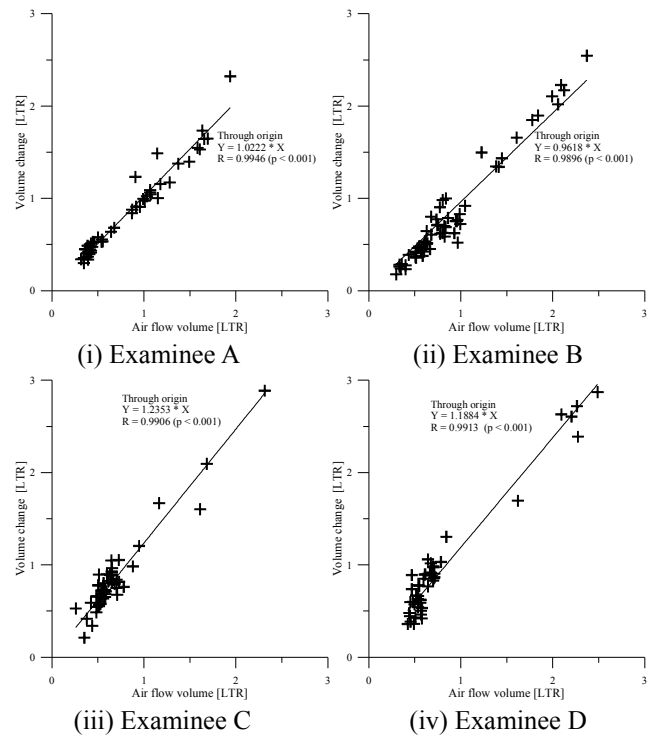 3
2
1
0
Volume change [LTR]
Through origin
Y = 1.0222 * X
R = 0.9946 (p < .001)
0 1 2 3
Air flow volume [LTR]
(i) Examinee A
3
2
1
0
Volume change [LTR]
Through origin
Y = 0.9618 * X
R = 0.9896 (p < .001)
0 1 2 3
Air flow volume [LTR]
(ii) Examinee B
3
2
1
0
Volume change [LTR]
Through origin
Y = 1.2353 * X
R = 0.9906 (p < .001)
0 1 2 3
Air flow volume [LTR]
(iii) Examinee C
3
2
1
0
Volume change [LTR]
Through origin
Y = 1.1884 * X
R = 0.9913 (p < .001)
0 1 2 3
Air flow volume [LTR]
(iv) Examinee D